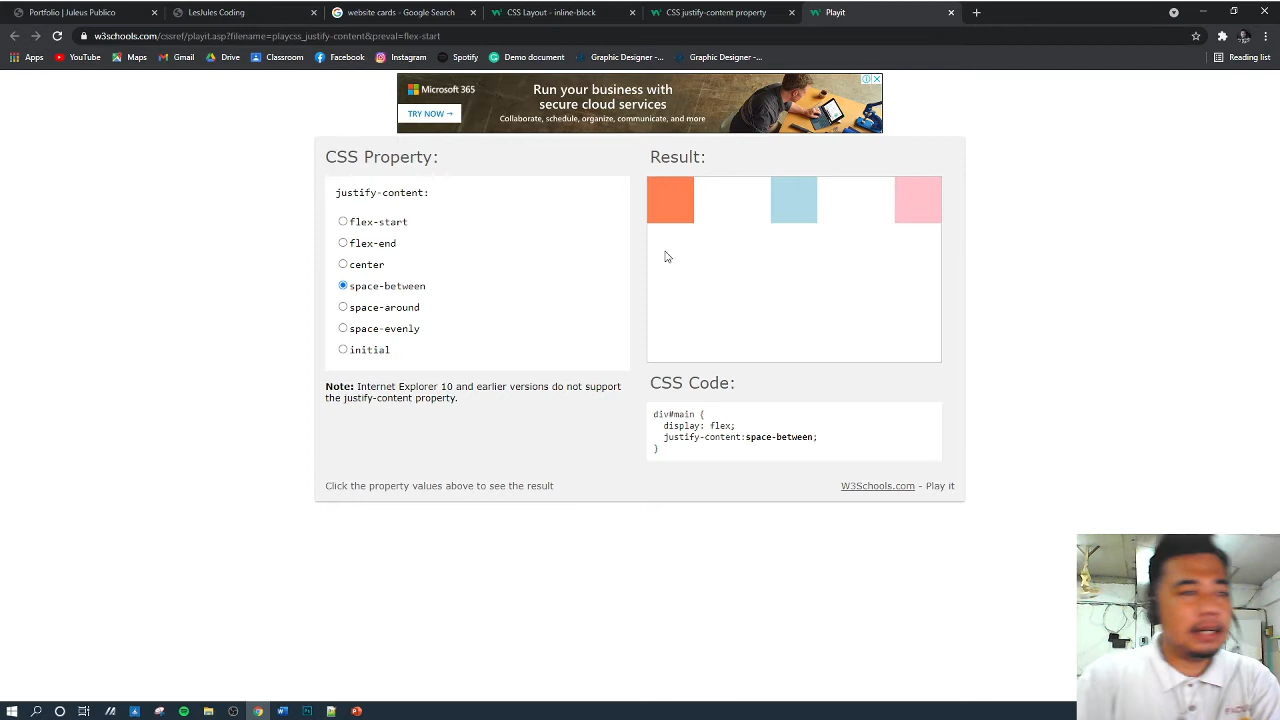 Portfolio | Juleus Publico
LesJules Coding
website cards - Google Search
CSS Layout - inline-block
CSS justify-content property
Playit
w3schools.com/cssref/playit.asp?filename=playcss_justify-content&preval=flex-start
Apps
YouTube
Maps
Gmail
Drive
Classroom
Facebook
Instagram
Spotify
Demo document
Graphic Designer -...
Graphic Designer -...
Reading list
Microsoft 365
TRY NOW →
Run your business with
secure cloud services
Collaborate, schedule, organize, communicate, and more
CSS Property:
justify-content:
flex-start
flex-end
center
space-between
space-around
space-evenly
initial
Note: Internet Explorer 10 and earlier versions do not support
the justify-content property.
Result:
CSS Code:
div#main {
display: flex;
justify-content:space-between;
}
Click the property values above to see the result
W3Schools.com - Play it